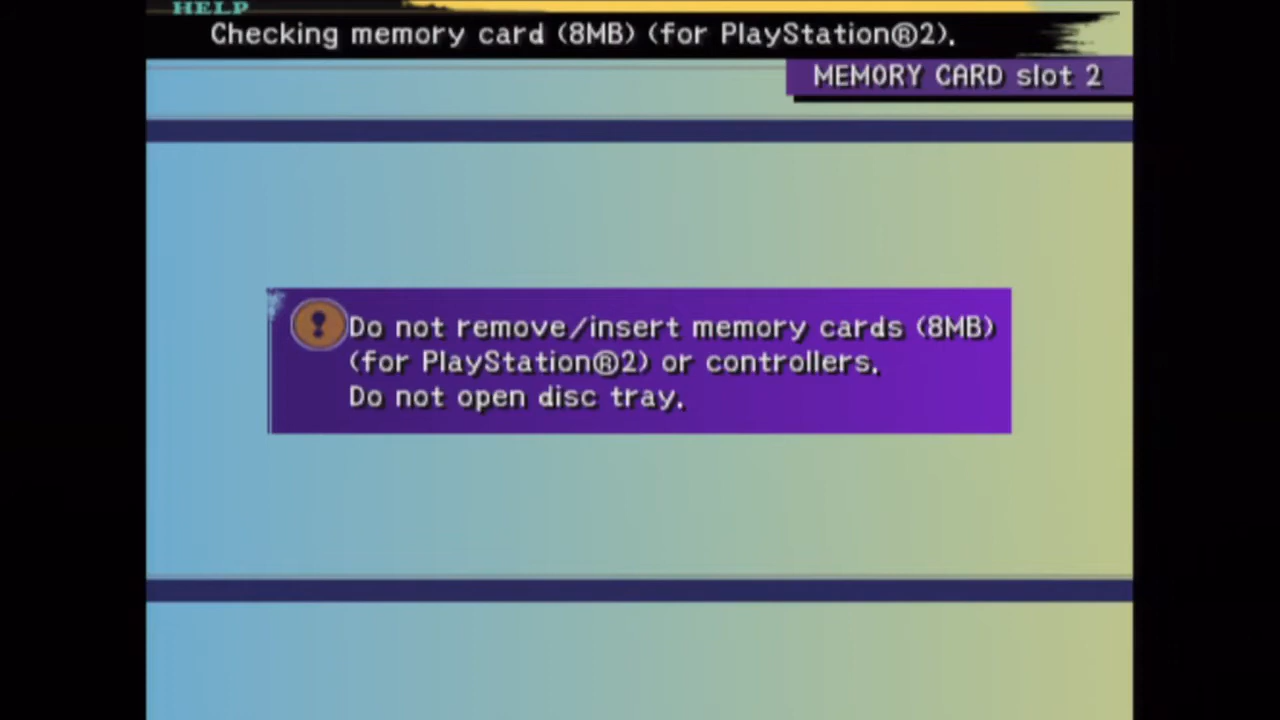 HELP
Checking memory card (8MB) (for PlayStation®2).
MEMORY CARD slot 2
Do not remove/insert memory cards (8MB)
(for PlayStation®2) or controllers.
Do not open disc tray.